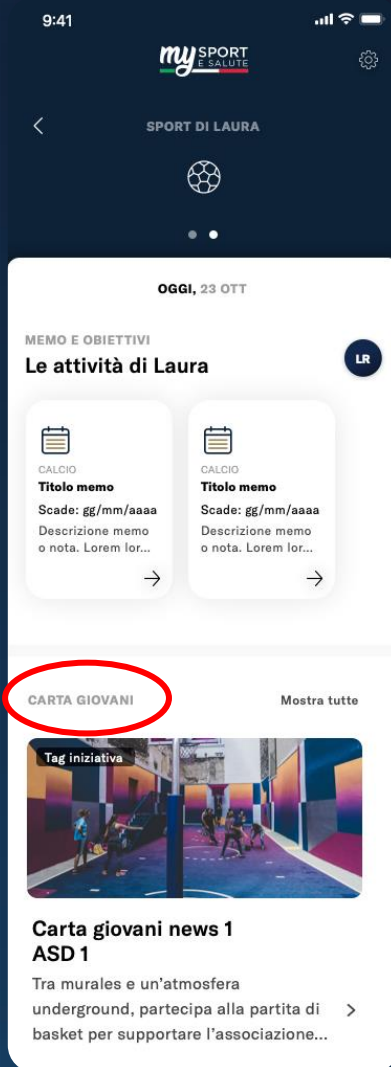 9:41
my SPORT
E SALUTE
SPORT DI LAURA
OGGI, 23 OTT
MEMO E OBIETTIVI
Le attività di Laura
LR
CALCIO
Titolo memo
Scade: gg/mm/aaaa
Descrizione memo
o nota. Lorem lor...
CALCIO
Titolo memo
Scade: gg/mm/aaaa
Descrizione memo
o nota. Lorem lor...
CARTA GIOVANI
Mostra tutte
Tag iniziativa
Carta giovani news 1
ASD 1
Tra murales e un'atmosfera
underground, partecipa alla partita di
basket per supportare l'associazione...